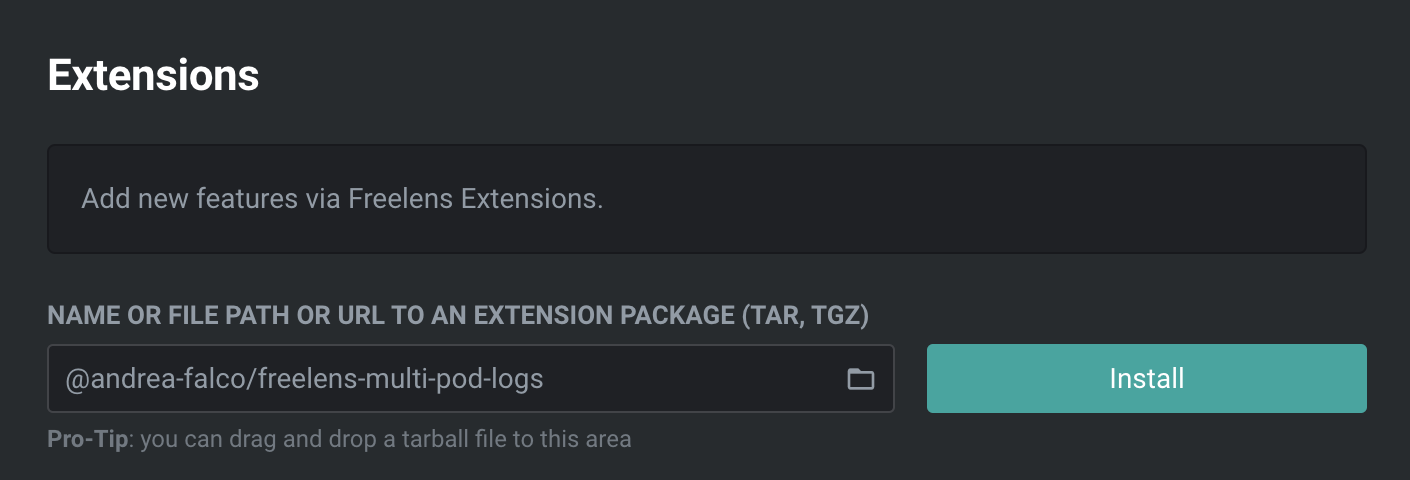 Extensions
Add new features via Freelens Extensions.
NAME OR FILE PATH OR URL TO AN EXTENSION PACKAGE (TAR, TGZ)
@andrea-falco/freelens-multi-pod-logs
Install
Pro-Tip: you can drag and drop a tarball file to this area